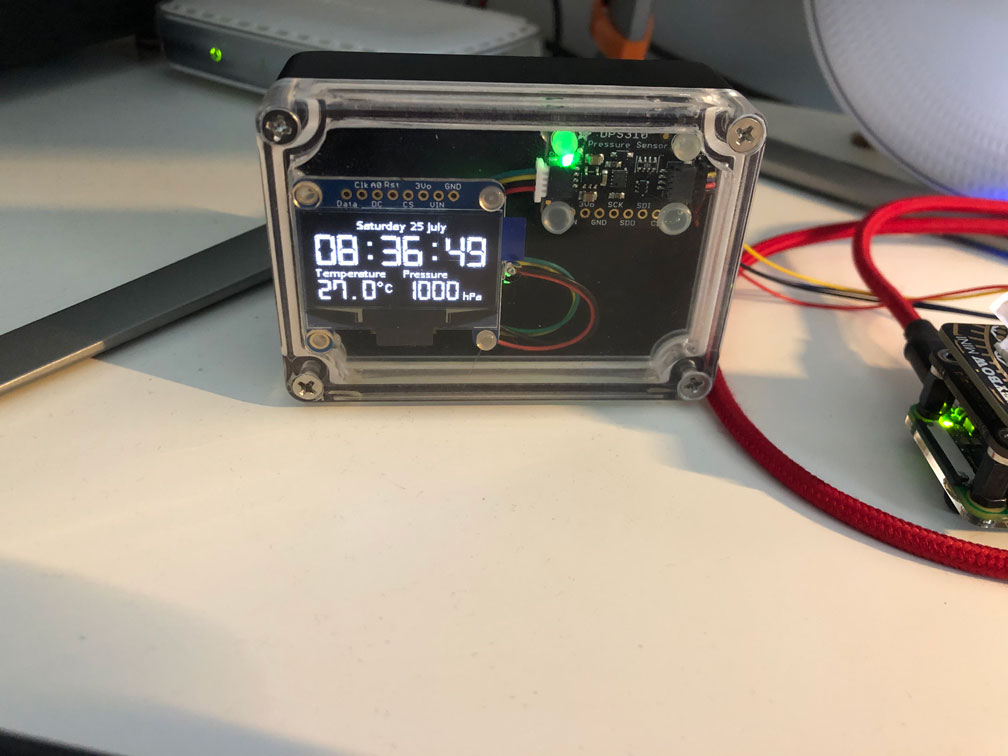 DPS310
Pressure Sensor
Clk A0 Rst 3Vo GND
Data DC CS VIN
3Vo SCK SDI
GND SDO
Saturday 25 July
08:36:49
Temperature Pressure
27.0°C 1000 hPa
MINI